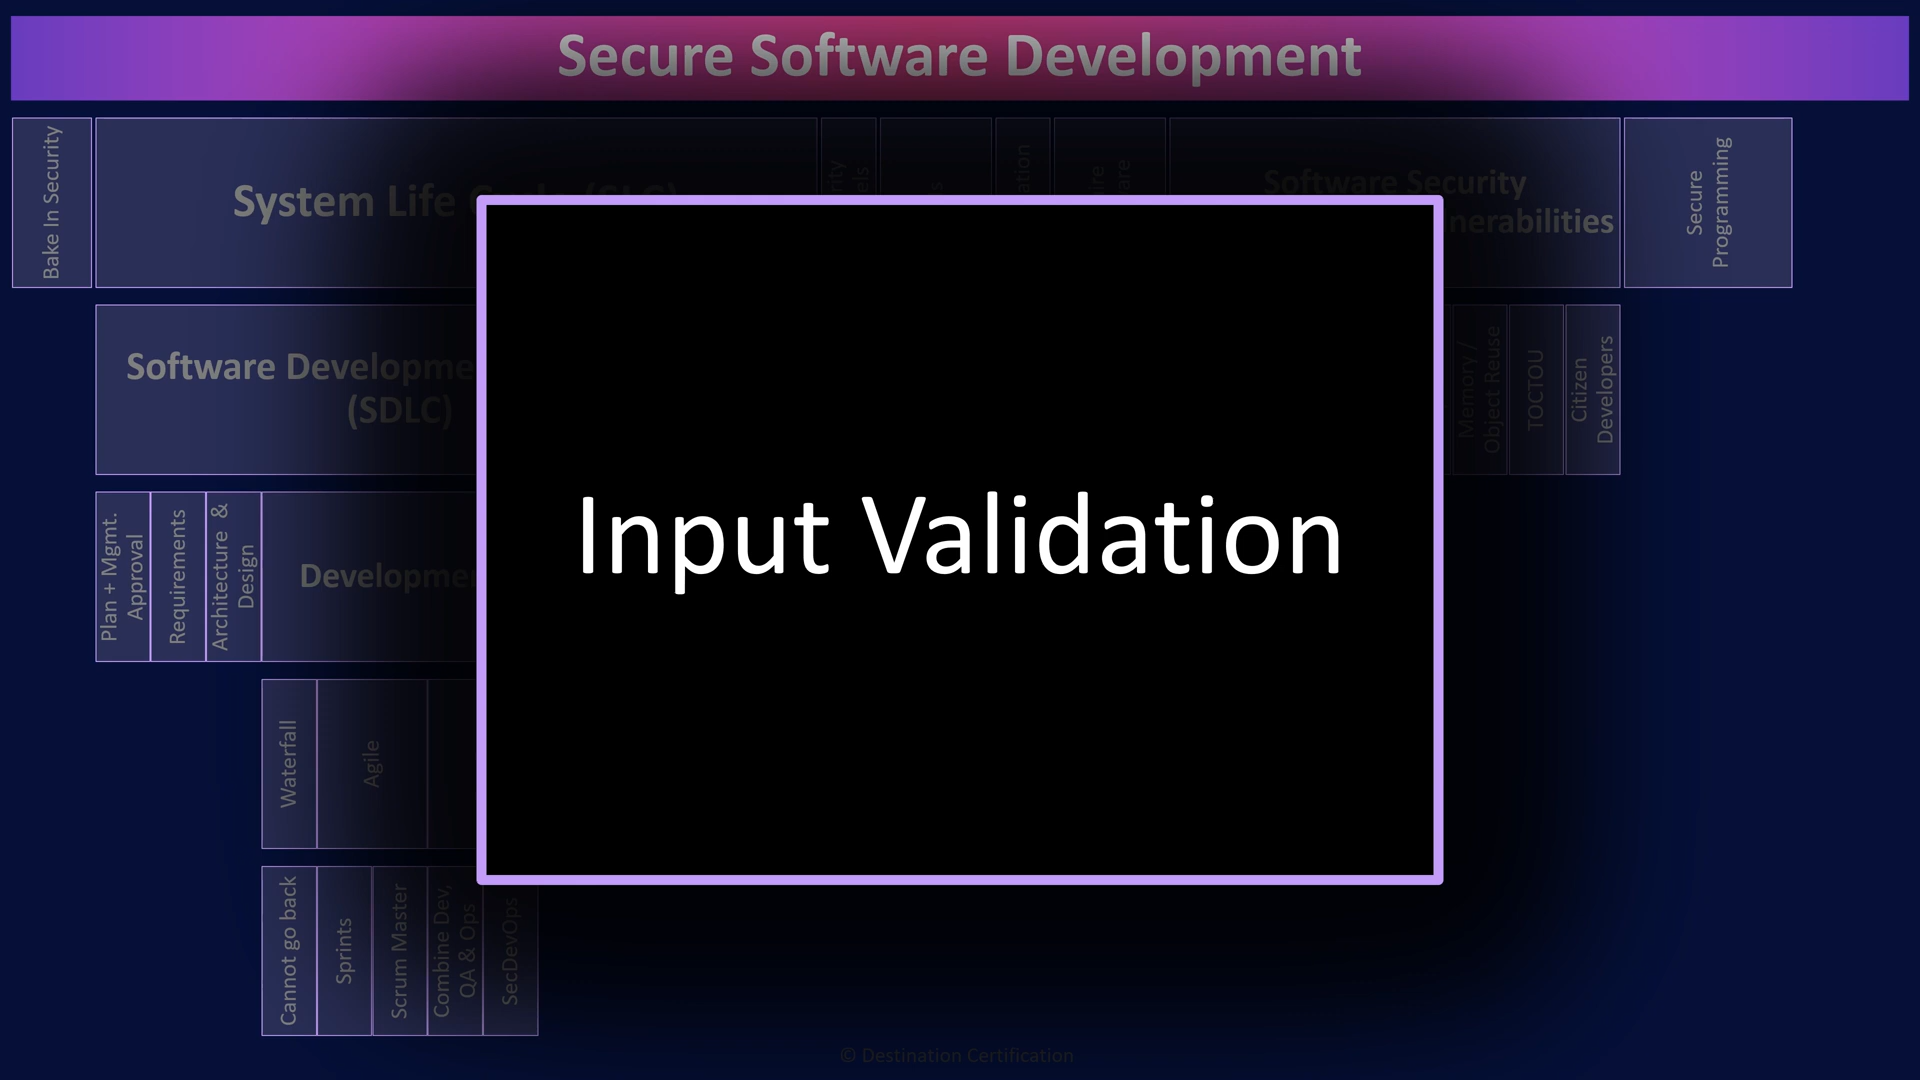 Secure Software Development
Bake In Security
System Life
Software Security
nerabilities
Secure
Programming
Software Developme
(SDLC)
Memory /
Object Reuse
TOCTOU
Citizen
Developers
Input Validation
Plan + Mgmt.
Approval
Requirements
Architecture &
Design
Developmen
Waterfall
Agile
Cannot go back
Sprints
Scrum Master
Combine Dev,
QA & Ops
SecDevOps
© Destination Certification